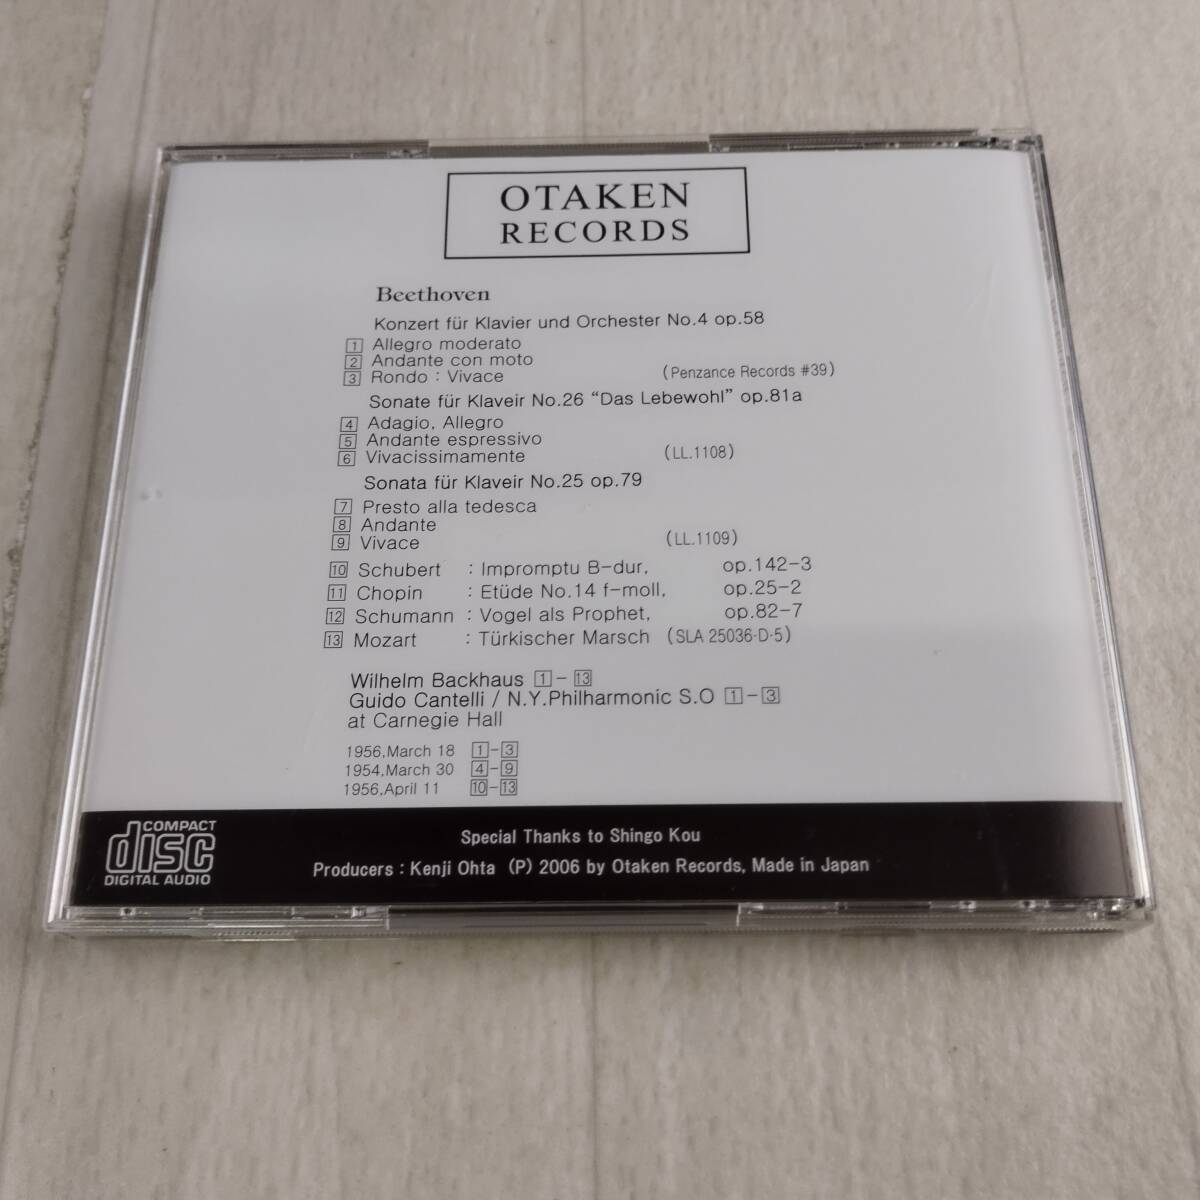 OTAKEN
RECORDS
Beethoven
Konzert für Klavier und Orchester No.4 op.58
1 Allegro moderato
2 Andante con moto
3 Rondo : Vivace (Penzance Records #39)
Sonate für Klaveir No.26 “Das Lebewohl” op.81a
4 Adagio, Allegro
5 Andante espressivo
6 Vivacissimamente (LL.1108)
Sonata für Klaveir No.25 op.79
7 Presto alla tedesca
8 Andante
9 Vivace (LL.1109)
10 Schubert : Impromptu B-dur, op.142-3
11 Chopin : Etüde No.14 f-moll, op.25-2
12 Schumann : Vogel als Prophet, op.82-7
13 Mozart : Türkischer Marsch (SLA 25036-D-5)
Wilhelm Backhaus 1-13
Guido Cantelli / N.Y.Philharmonic S.O 1-3
at Carnegie Hall
1956,March 18 1-3
1954,March 30 4-9
1956,April 11 10-13
COMPACT
disc
DIGITAL AUDIO
Special Thanks to Shingo Kou
Producers : Kenji Ohta (P) 2006 by Otaken Records, Made in Japan